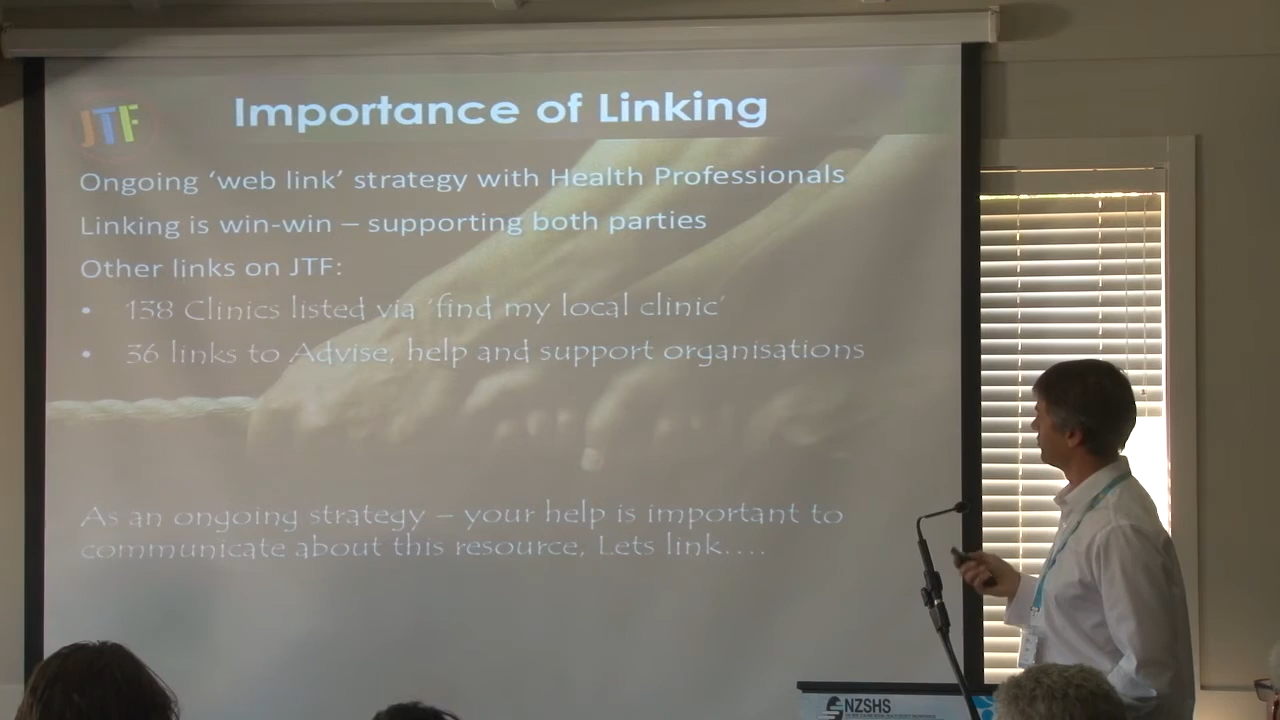 JTF
Importance of Linking
Ongoing ‘web link’ strategy with Health Professionals
Linking is win-win – supporting both parties
Other links on JTF:
• 138 Clinics listed via ‘find my local clinic’
• 36 links to Advise, help and support organisations
As an ongoing strategy – your help is important to
communicate about this resource, Lets link….
NZSHS